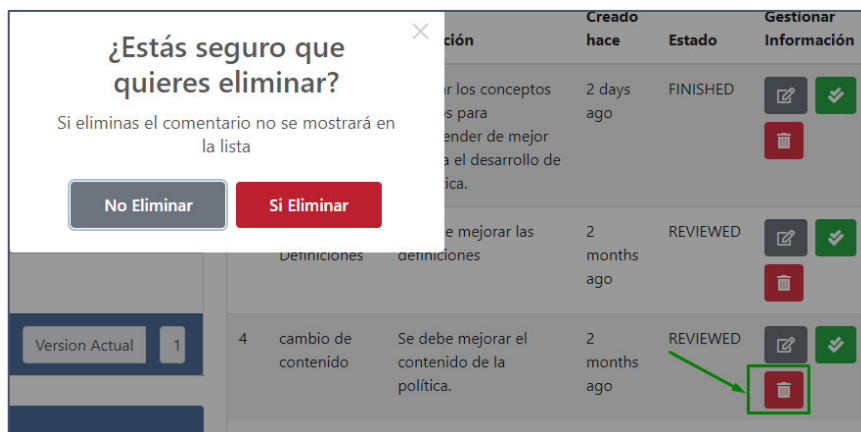 ¿Estás seguro que
quieres eliminar?
Si eliminas el comentario no se mostrará en
la lista
No Eliminar
Si Eliminar
Creado
hace
Estado
Gestionar
Información
los conceptos
para
de mejor
el desarrollo de
2 days
ago
FINISHED
Definiciones
mejorar las
definiciones
2
months
ago
REVIEWED
Version Actual
1
4
cambio de
contenido
Se debe mejorar el
contenido de la
política.
2
months
ago
REVIEWED